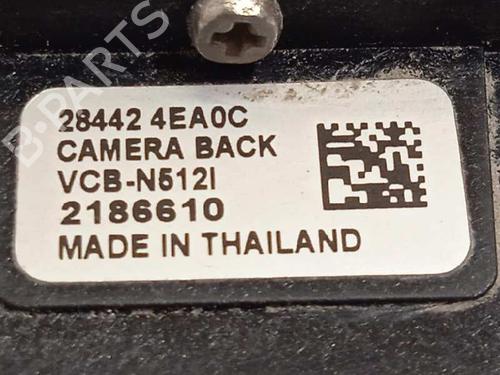 B-PARTS
28442 4EA0C
CAMERA BACK
VCB-N512I
2186610
MADE IN THAILAND